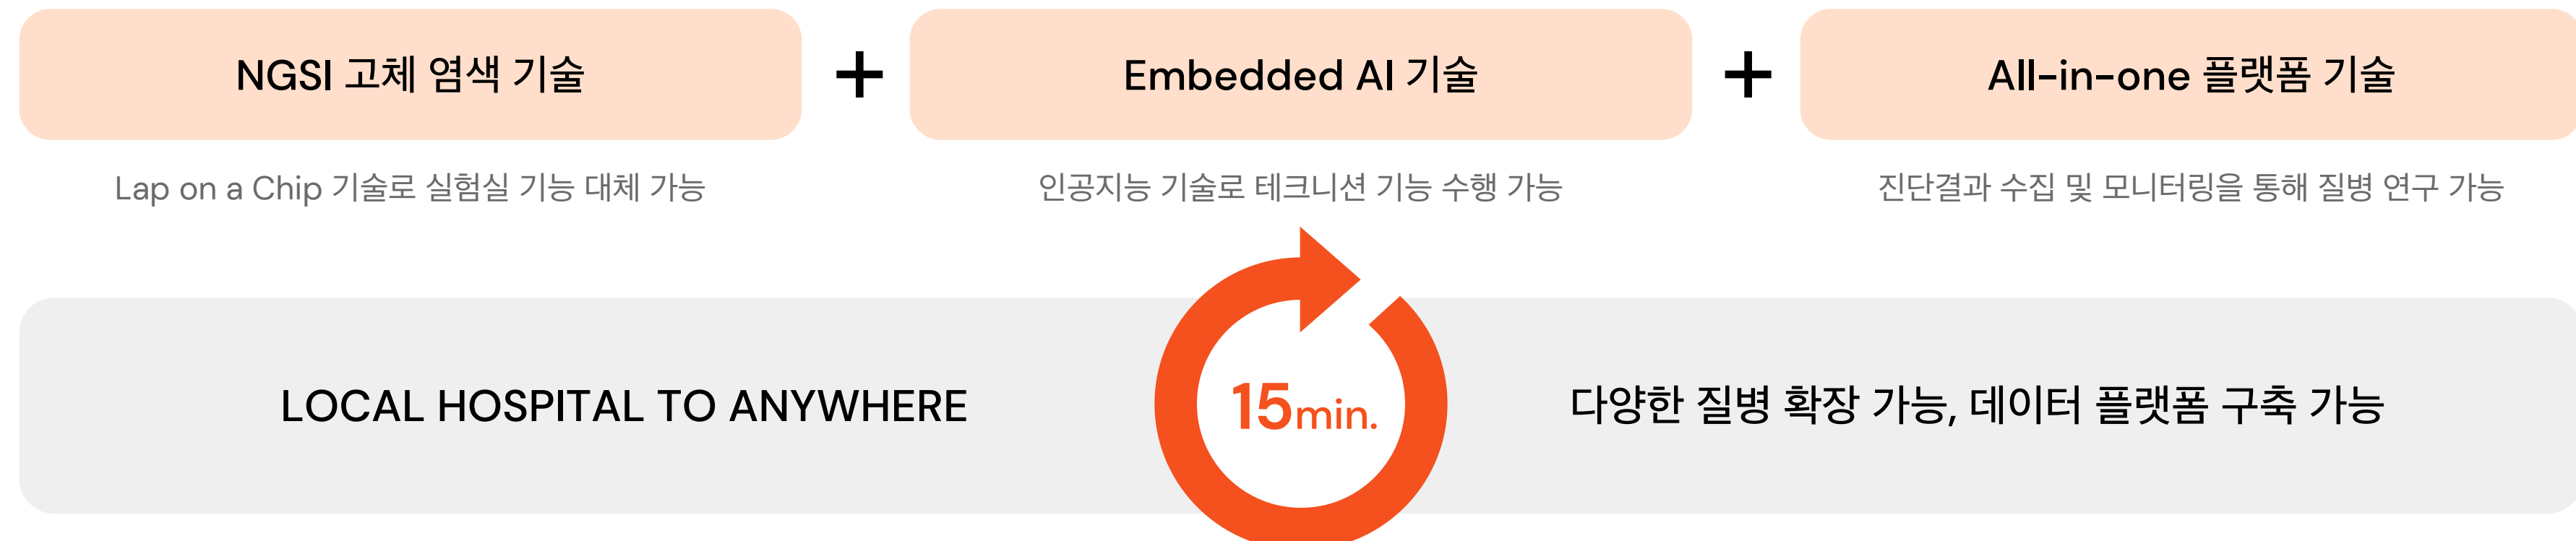 NGSI 고체 염색 기술
+
Embedded AI 기술
+
All-in-one 플랫폼 기술
Lap on a Chip 기술로 실험실 기능 대체 가능
인공지능 기술로 테크니션 기능 수행 가능
진단결과 수집 및 모니터링을 통해 질병 연구 가능
LOCAL HOSPITAL TO ANYWHERE
15min.
다양한 질병 확장 가능, 데이터 플랫폼 구축 가능